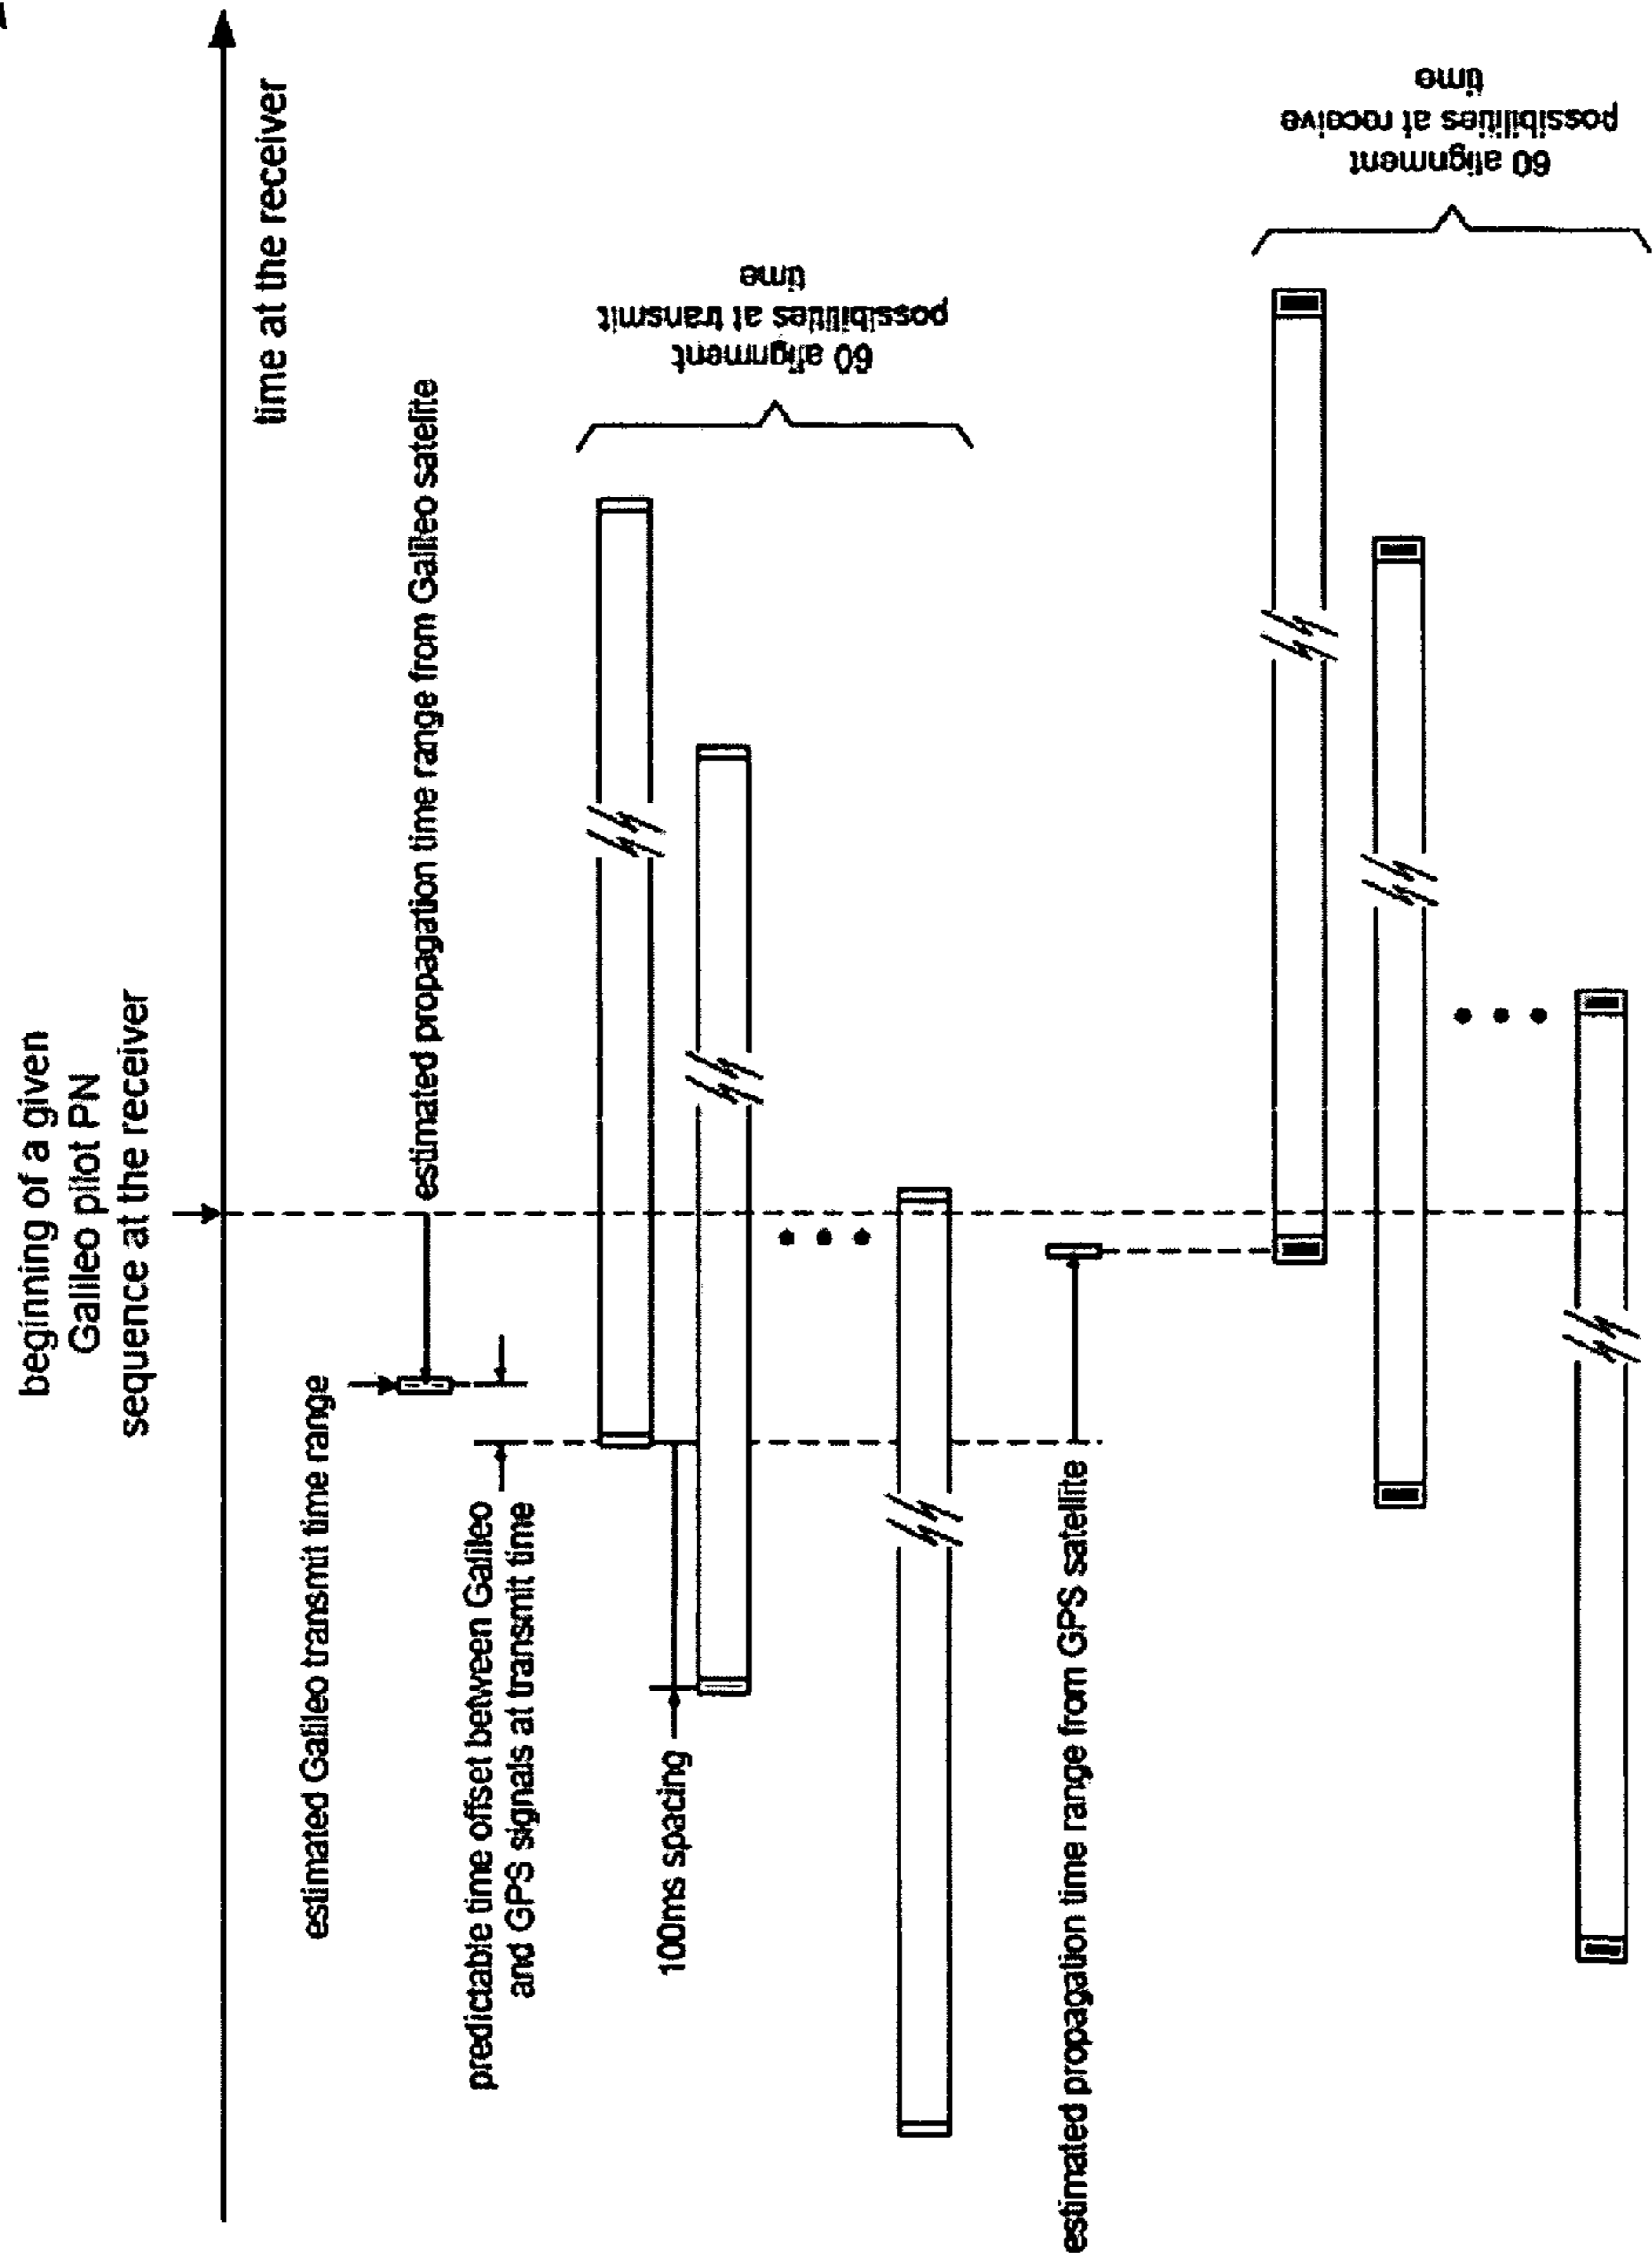 beginning of a given
Galileo pilot PN
sequence at the receiver
time at the receiver
estimated Galileo transmit time range
estimated propagation time range from Galileo satelite
predictable time offset between Galileo
and GPS signals at transmit time
100ms spacing
60 alignment
possibilities at transmit
time
estimated propagation time range from GPS satellite
60 alignment
possibilities at receive
time